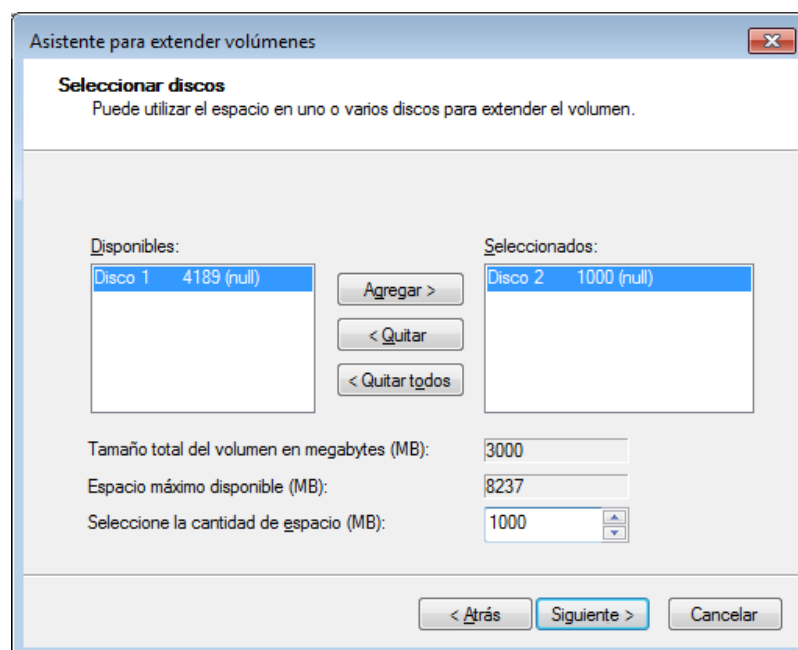 Asistente para extender volúmenes
Seleccionar discos
Puede utilizar el espacio en uno o varios discos para extender el volumen.
Disponibles:
Seleccionados:
Disco 1 4189 (null)
Disco 2 1000 (null)
Agregar >
< Quitar
< Quitar todos
Tamaño total del volumen en megabytes (MB): 3000
Espacio máximo disponible (MB): 8237
Seleccione la cantidad de espacio (MB): 1000
< Atrás Siguiente > Cancelar